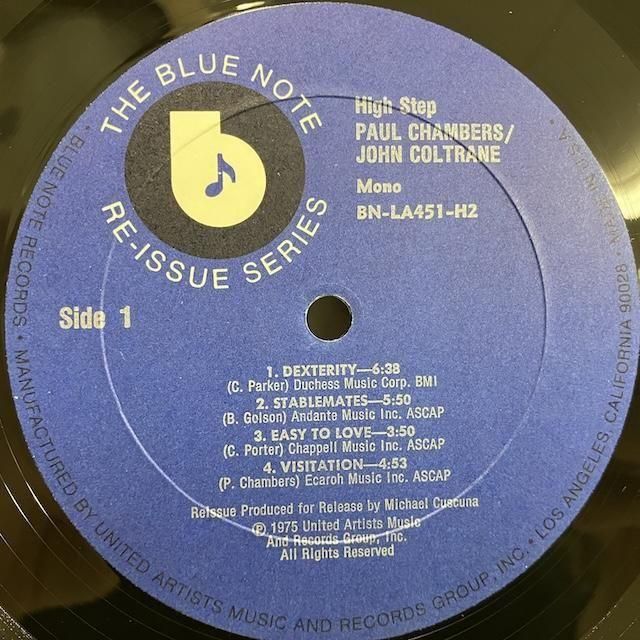 THE BLUE NOTE
RE-ISSUE SERIES
b
High Step
PAUL CHAMBERS/
JOHN COLTRANE
Mono
BN-LA451-H2
Side 1
1. DEXTERITY—6:38
(C. Parker) Duchess Music Corp. BMI
2. STABLEMATES—5:50
(B. Golson) Andante Music Inc. ASCAP
3. EASY TO LOVE—3:50
(C. Porter) Chappell Music Inc. ASCAP
4. VISITATION—4:53
(P. Chambers) Ecaroh Music Inc. ASCAP
Reissue Produced for Release by Michael Cuscuna
℗ 1975 United Artists Music
And Records Group, Inc.
All Rights Reserved
• BLUE NOTE RECORDS • MANUFACTURED BY UNITED ARTISTS MUSIC AND RECORDS GROUP, INC. • LOS ANGELES, CALIFORNIA 90028 • MADE IN U.S.A.